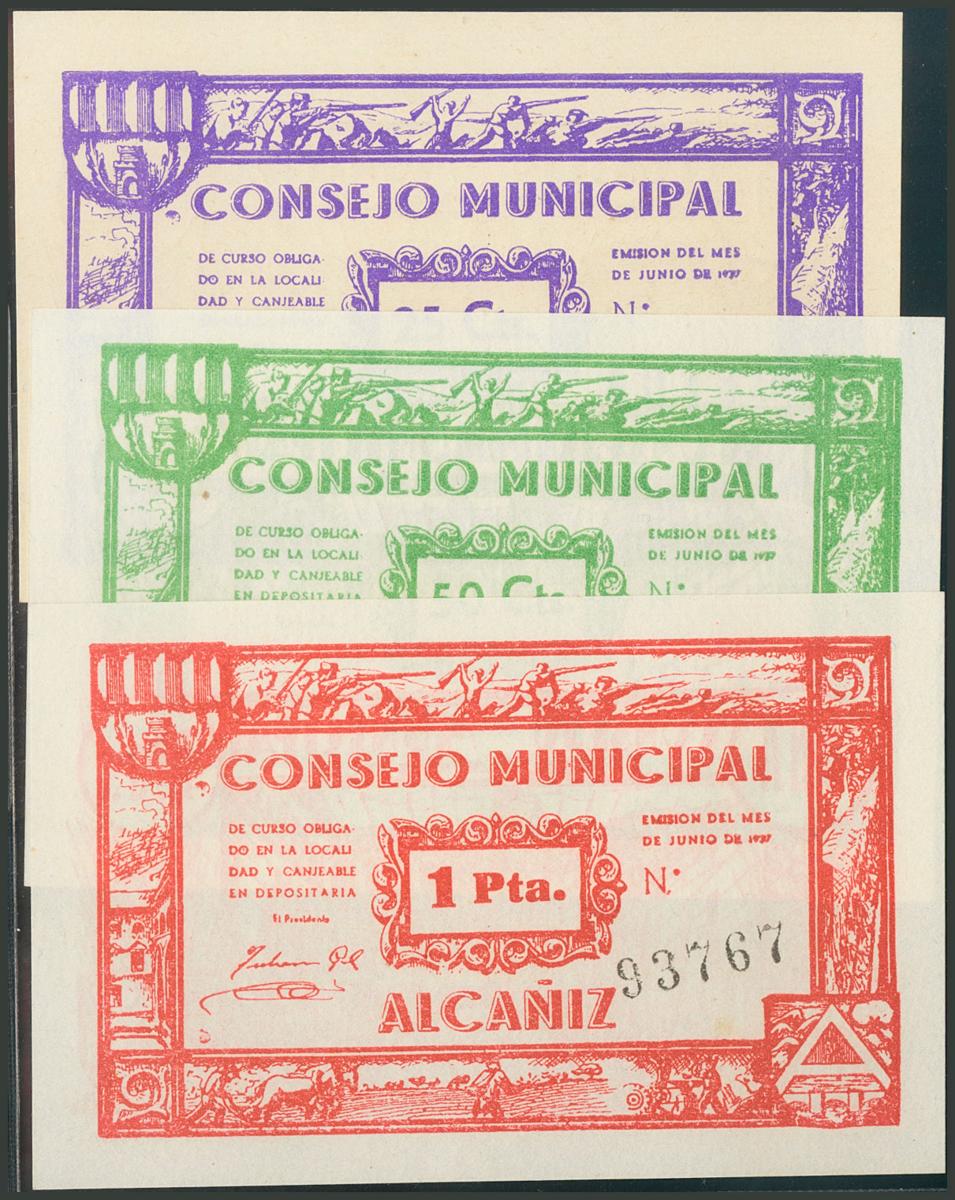 CONSEJO MUNICIPAL
DE CURSO OBLIGA-
DO EN LA LOCALI
DAD Y CANJEABLE
EMISION DEL MES
DE JUNIO DE 1937
N.º
CONSEJO MUNICIPAL
DE CURSO OBLIGA-
DO EN LA LOCALI
DAD Y CANJEABLE
EN DEPOSITARIA
50 Cts.
EMISION DEL MES
DE JUNIO DE 1937
N.º
CONSEJO MUNICIPAL
DE CURSO OBLIGA-
DO EN LA LOCALI
DAD Y CANJEABLE
EN DEPOSITARIA
El Presidente
1 Pta.
EMISION DEL MES
DE JUNIO DE 1937
N.º
93767
ALCAÑIZ